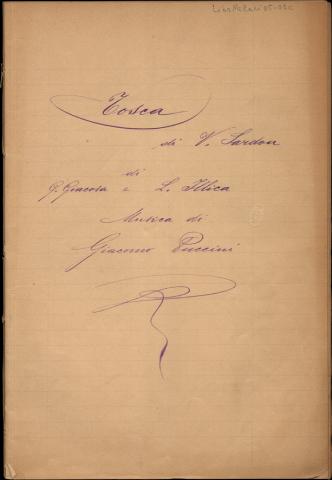 Tosca
di V. Sardou
di
G. Giacosa e L. Illica
Musica di
Giacomo Puccini